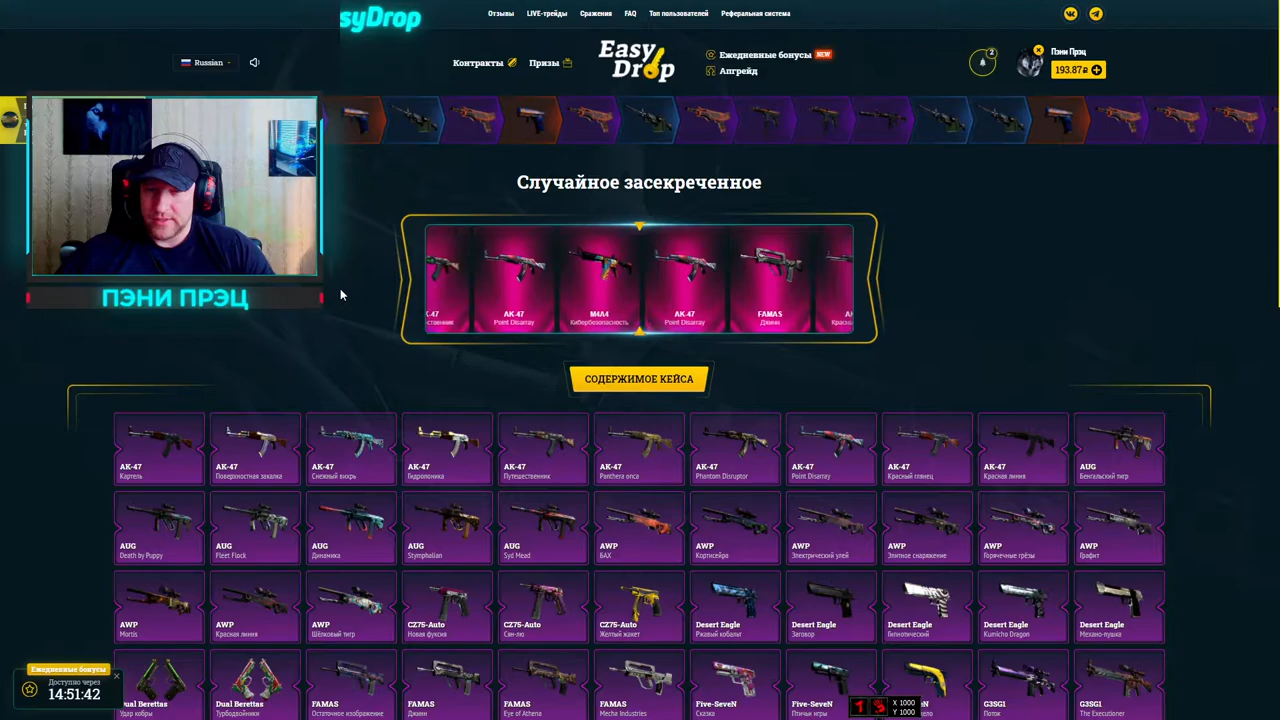 syDrop
Отзывы
LIVE-трейды
Сражения
FAQ
Топ пользователей
Реферальная система
Russian
Контракты
Призы
Easy
Drop
Ежедневные бонусы NEW
Апгрейд
2
Пэни Прэц
193.87₽
ПЭНИ ПРЭЦ
Случайное засекреченное
К-47
ственник
AK-47
Point Disarray
M4A4
Кибербезопасность
AK-47
Point Disarray
FAMAS
Джинн
СОДЕРЖИМОЕ КЕЙСА
AK-47
Картель
AK-47
Поверхностная закалка
AK-47
Снежный вихрь
AK-47
Гидропоника
AK-47
Путешественник
AK-47
Panthera onca
AK-47
Phantom Disruptor
AK-47
Point Disarray
AK-47
Красный глянец
AK-47
Красная линия
AUG
Бенгальский тигр
AUG
Death by Puppy
AUG
Fleet Flock
AUG
Динамика
AUG
Stymphalian
AUG
Syd Mead
AWP
БАХ
AWP
Кортисейра
AWP
Электрический улей
AWP
Элитное снаряжение
AWP
Горячечные грёзы
AWP
Графит
AWP
Mortis
AWP
Красная линия
AWP
Шёлковый тигр
CZ75-Auto
Новая фуксия
CZ75-Auto
Сян-лю
CZ75-Auto
Желтый жакет
Desert Eagle
Ржавый кобальт
Desert Eagle
Заговор
Desert Eagle
Гипнотический
Desert Eagle
Kumicho Dragon
Desert Eagle
Механо-пушка
Dual Berettas
Удар кобры
Dual Berettas
Турбодвойники
FAMAS
Остаточное изображение
FAMAS
Джинн
FAMAS
Eye of Athena
FAMAS
Mecha Industries
Five-SeveN
Сказка
Five-SeveN
Птичьи игры
G3SG1
Поток
G3SG1
The Executioner
Ежедневные бонусы
Доступно через
14:51:42
X 1000
Y 1000